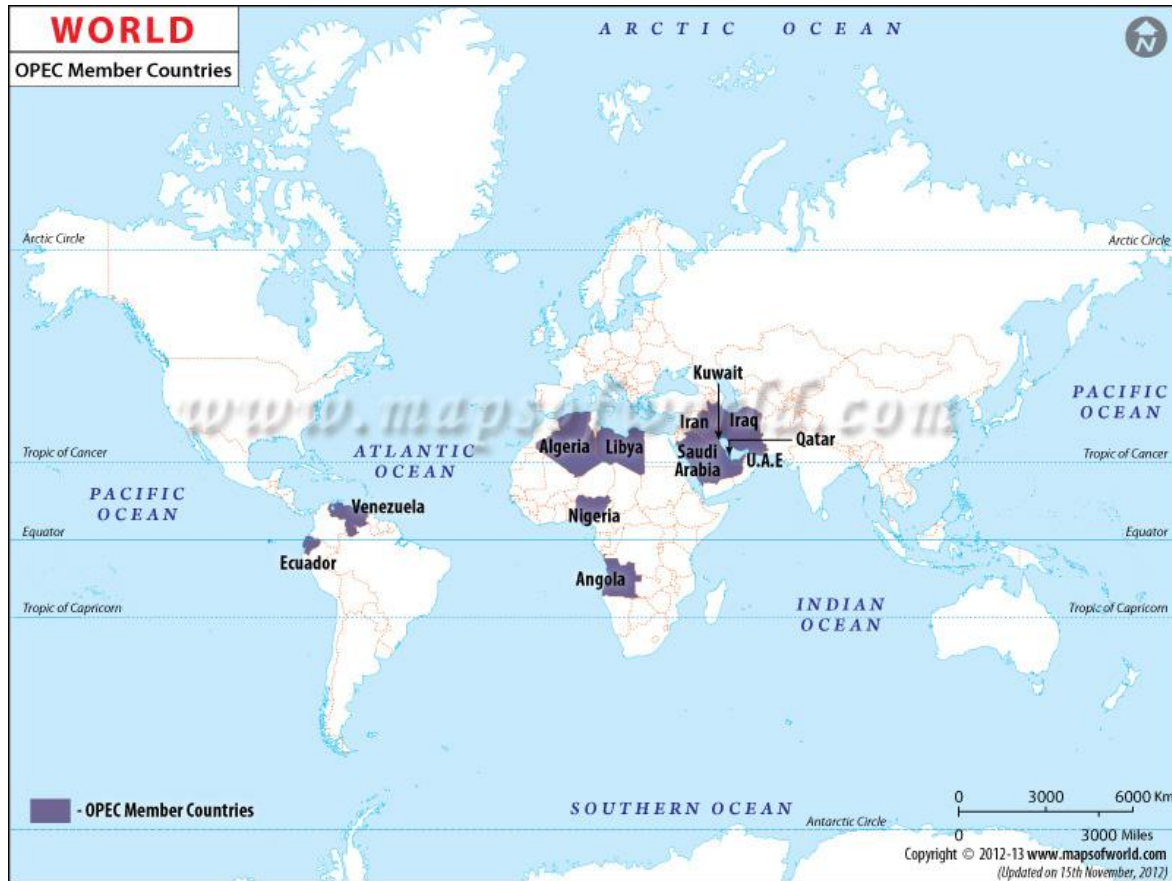 WORLD
OPEC Member Countries
ARCTIC OCEAN
N
Arctic Circle
Arctic Circle
Kuwait
Iran
Iraq
www.mapsofworld.com
PACIFIC
OCEAN
Algeria
Libya
Saudi
Arabia
Qatar
U.A.E
ATLANTIC
OCEAN
Tropic of Cancer
Tropic of Cancer
PACIFIC
OCEAN
Venezuela
Nigeria
Equator
Equator
Ecuador
Angola
INDIAN
OCEAN
Tropic of Capricorn
Tropic of Capricorn
- OPEC Member Countries
SOUTHERN OCEAN
Antarctic Circle
0 3000 6000 Km
0 3000 Miles
Copyright © 2012-13 www.mapsofworld.com
(Updated on 15th November, 2012)